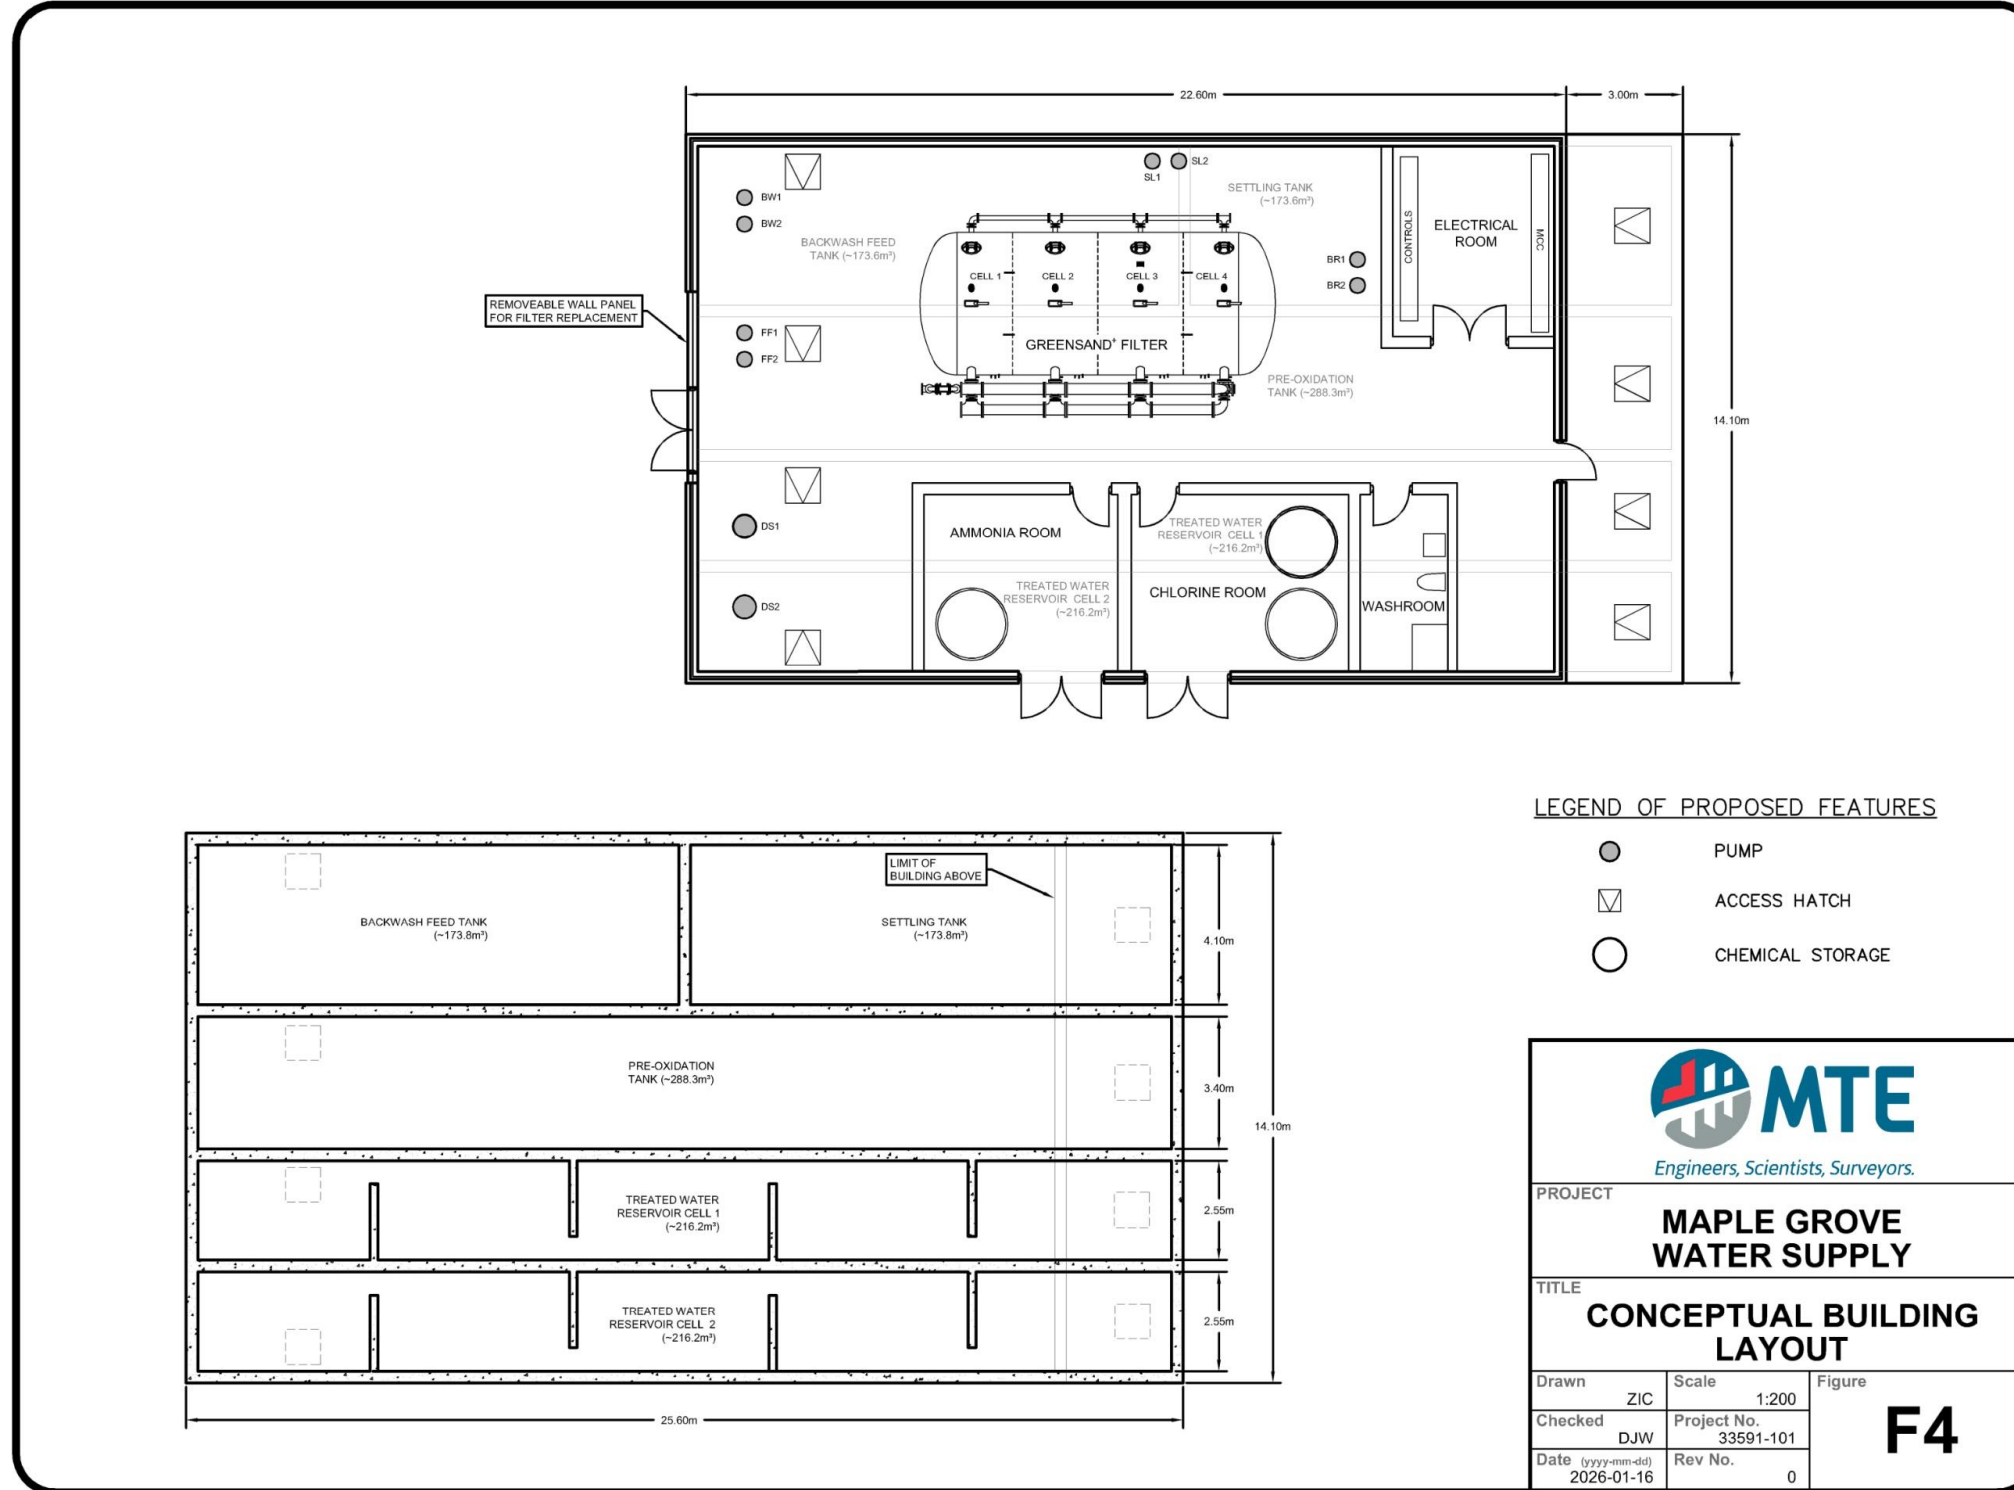 22.60m
3.00m
SL1
SL2
BW1
BW2
SETTLING TANK
(~173.6m³)
BACKWASH FEED
TANK (~173.6m³)
CONTROLS
ELECTRICAL
ROOM
MCC
CELL 1
CELL 2
CELL 3
CELL 4
BR1
BR2
REMOVEABLE WALL PANEL
FOR FILTER REPLACEMENT
FF1
FF2
GREENSAND⁺ FILTER
PRE-OXIDATION
TANK (~288.3m³)
14.10m
DS1
AMMONIA ROOM
TREATED WATER
RESERVOIR CELL 1
(~216.2m³)
TREATED WATER
RESERVOIR CELL 2
(~216.2m³)
CHLORINE ROOM
WASHROOM
DS2
LEGEND OF PROPOSED FEATURES
PUMP
ACCESS HATCH
CHEMICAL STORAGE
LIMIT OF
BUILDING ABOVE
BACKWASH FEED TANK
(~173.8m³)
SETTLING TANK
(~173.8m³)
4.10m
PRE-OXIDATION
TANK (~288.3m³)
3.40m
14.10m
TREATED WATER
RESERVOIR CELL 1
(~216.2m³)
2.55m
TREATED WATER
RESERVOIR CELL 2
(~216.2m³)
2.55m
25.60m
MTE
Engineers, Scientists, Surveyors.
PROJECT
MAPLE GROVE
WATER SUPPLY
TITLE
CONCEPTUAL BUILDING
LAYOUT
Drawn
ZIC
Scale
1:200
Figure
F4
Checked
DJW
Project No.
33591-101
Date (yyyy-mm-dd)
2026-01-16
Rev No.
0